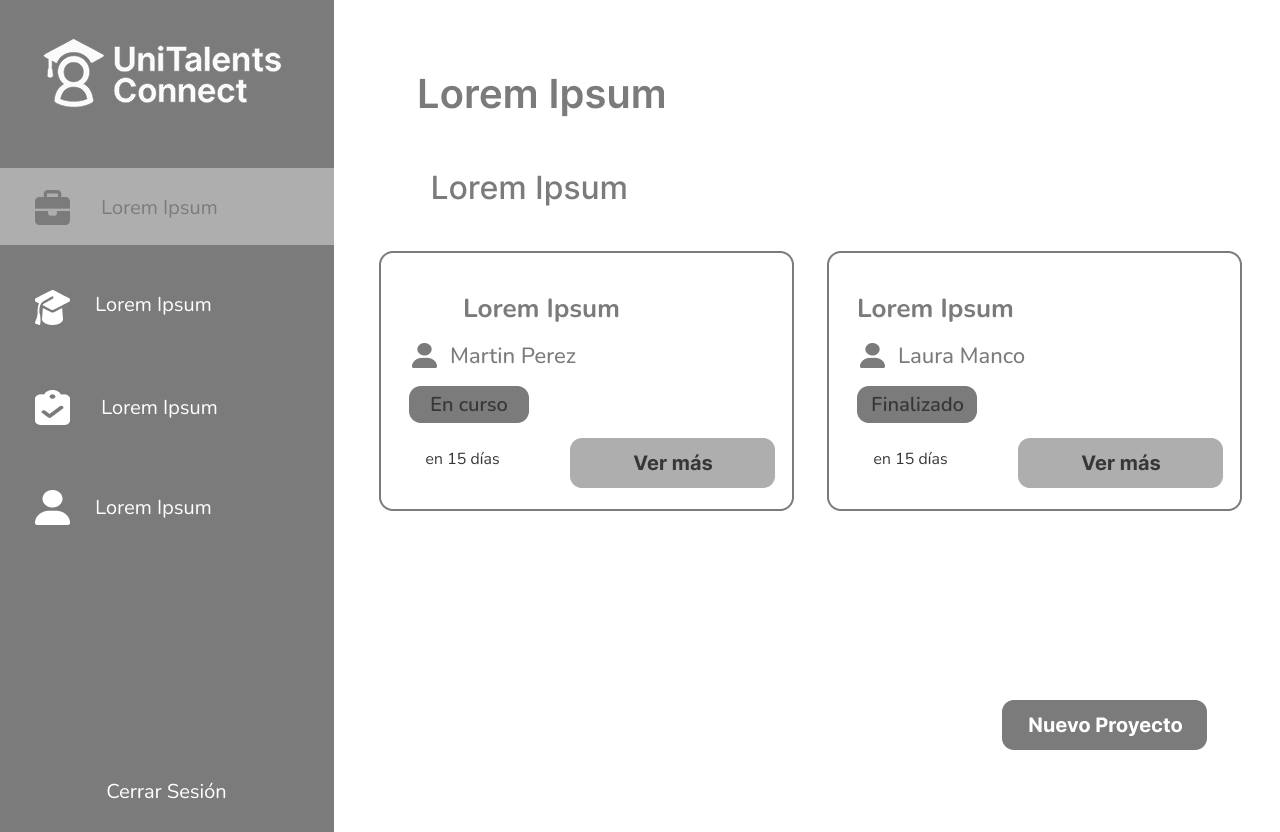 UniTalents
Connect
Lorem Ipsum
Lorem Ipsum
Lorem Ipsum
Lorem Ipsum
Cerrar Sesión
Lorem Ipsum
Lorem Ipsum
Lorem Ipsum
Martin Perez
En curso
en 15 días
Ver más
Lorem Ipsum
Laura Manco
Finalizado
en 15 días
Ver más
Nuevo Proyecto